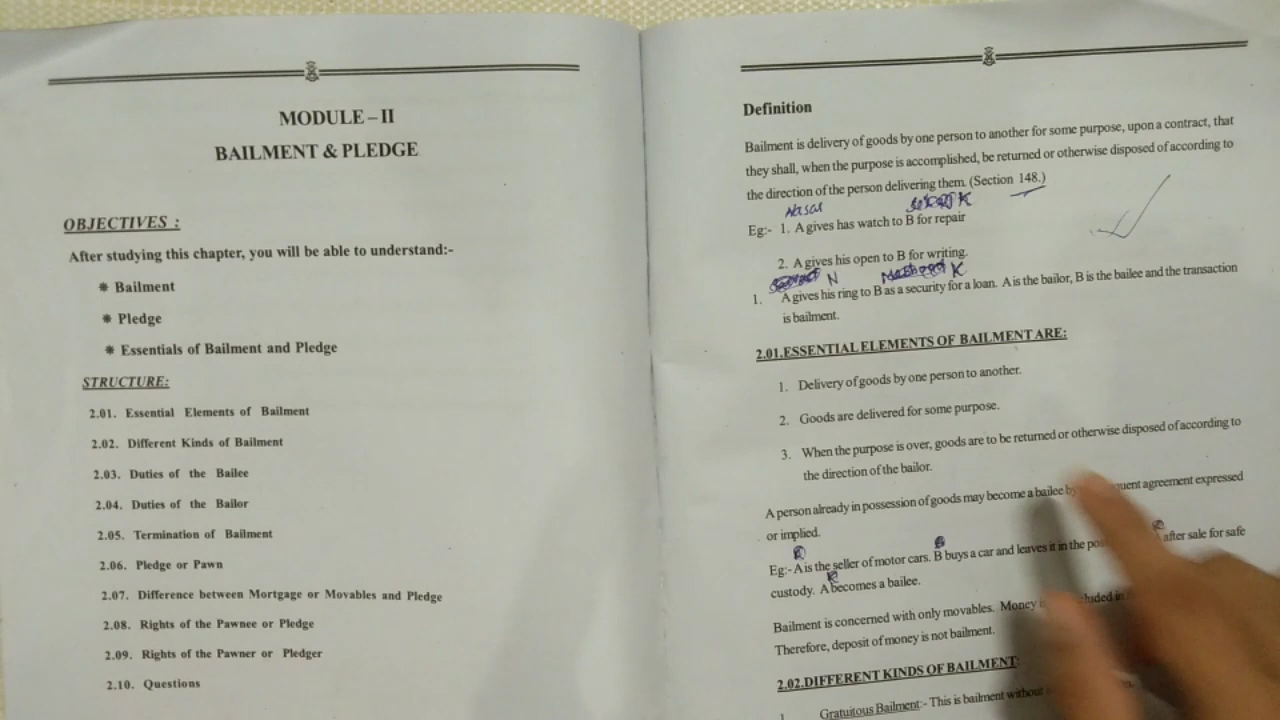 MODULE – II
BAILMENT & PLEDGE
OBJECTIVES :
After studying this chapter, you will be able to understand:-
⁕ Bailment
⁕ Pledge
⁕ Essentials of Bailment and Pledge
STRUCTURE:
2.01. Essential Elements of Bailment
2.02. Different Kinds of Bailment
2.03. Duties of the Bailee
2.04. Duties of the Bailor
2.05. Termination of Bailment
2.06. Pledge or Pawn
2.07. Difference between Mortgage or Movables and Pledge
2.08. Rights of the Pawnee or Pledge
2.09. Rights of the Pawner or Pledger
2.10. Questions
Definition
Bailment is delivery of goods by one person to another for some purpose, upon a contract, that
they shall, when the purpose is accomplished, be returned or otherwise disposed of according to
the direction of the person delivering them. (Section 148.)
K
Eg:- 1. A gives has watch to B for repair
2. A gives his open to B for writing.
N K
1. A gives his ring to B as a security for a loan. A is the bailor, B is the bailee and the transaction
is bailment.
2.01.ESSENTIAL ELEMENTS OF BAILMENT ARE:
1. Delivery of goods by one person to another.
2. Goods are delivered for some purpose.
3. When the purpose is over, goods are to be returned or otherwise disposed of according to
the direction of the bailor.
A person already in possession of goods may become a bailee by agreement expressed
or implied.
B
Eg:- A is the seller of motor cars. B buys a car and leaves it in the A after sale for safe
custody. A becomes a bailee.
Bailment is concerned with only movables. Money
Therefore, deposit of money is not bailment.
2.02.DIFFERENT KINDS OF BAILMENT
1. Gratuitous Bailment:- This is bailment without